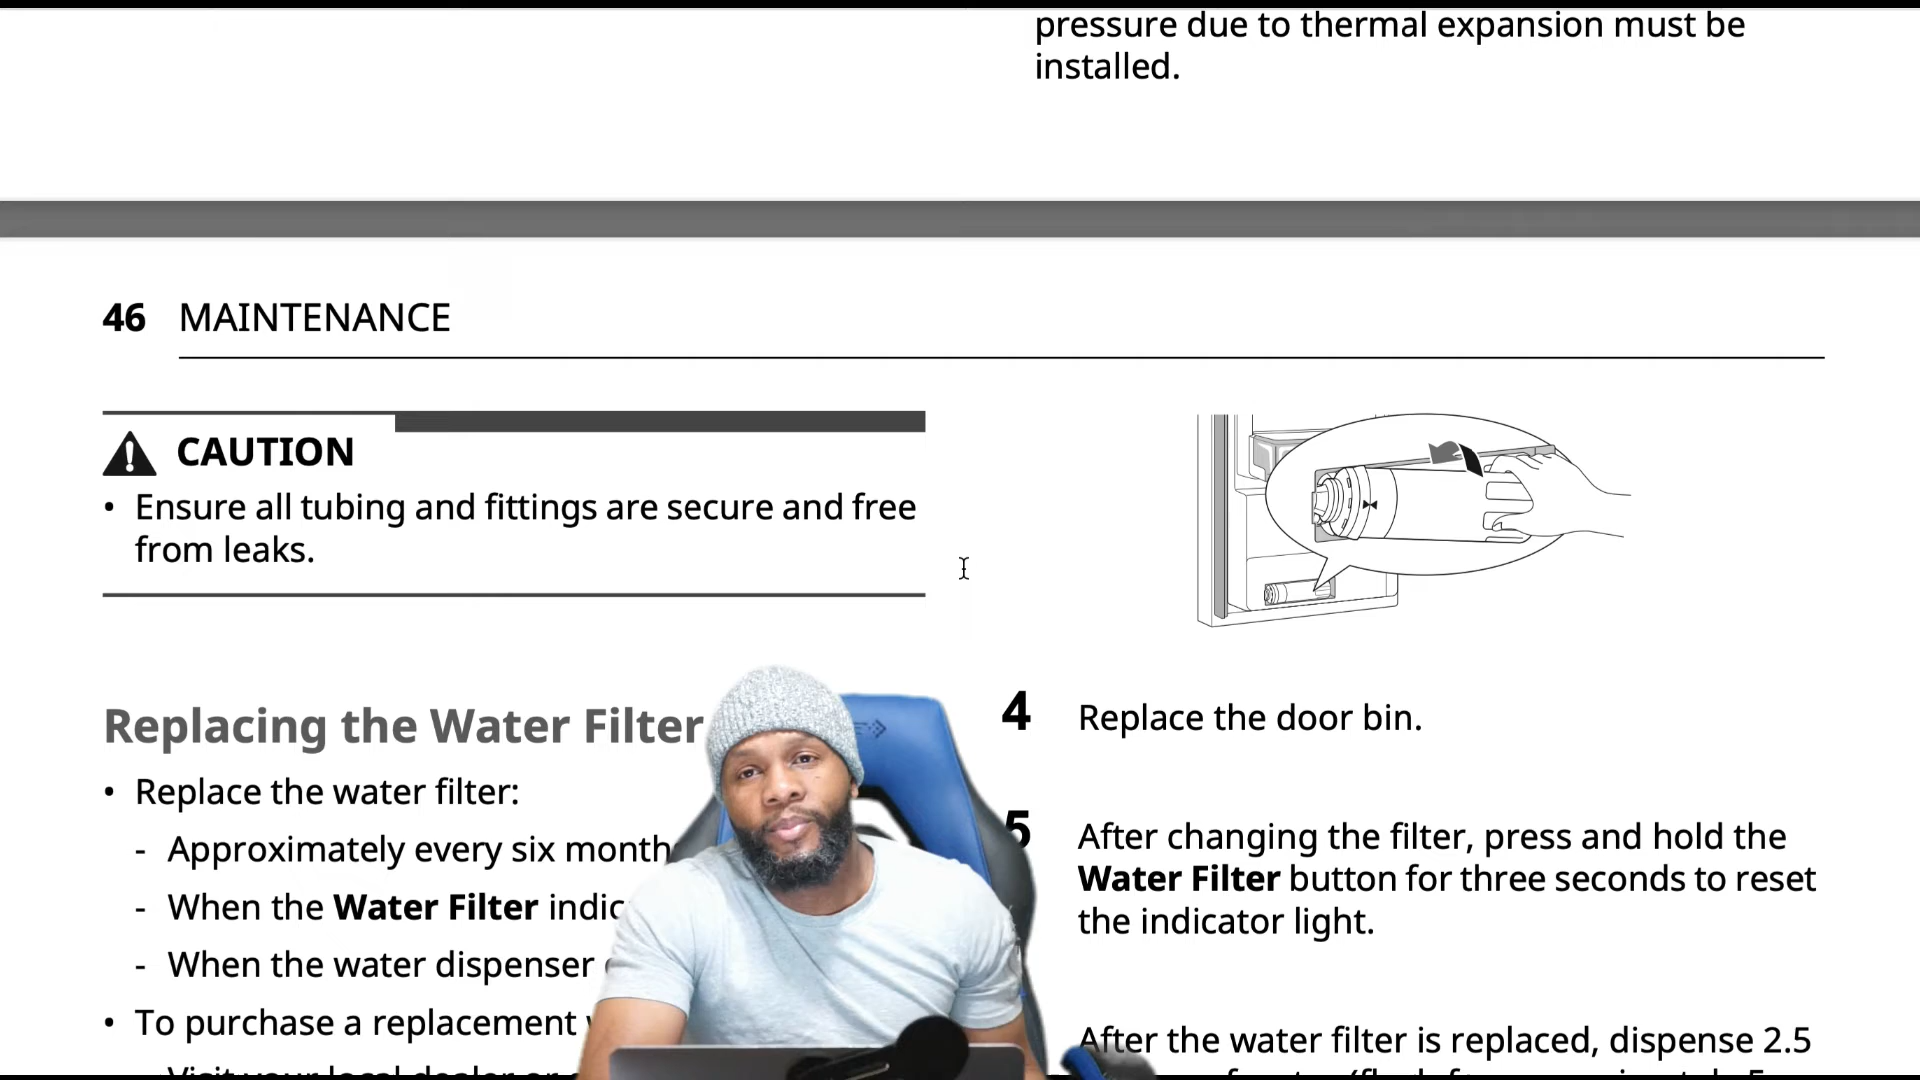 pressure due to thermal expansion must be
installed.
46 MAINTENANCE
CAUTION
• Ensure all tubing and fittings are secure and free
from leaks.
Replacing the Water Filter
• Replace the water filter:
- Approximately every six
- When the Water Filter
- When the water dispenser
• To purchase a replacement
4 Replace the door bin.
5 After changing the filter, press and hold the
Water Filter button for three seconds to reset
the indicator light.
After the water filter is replaced, dispense 2.5